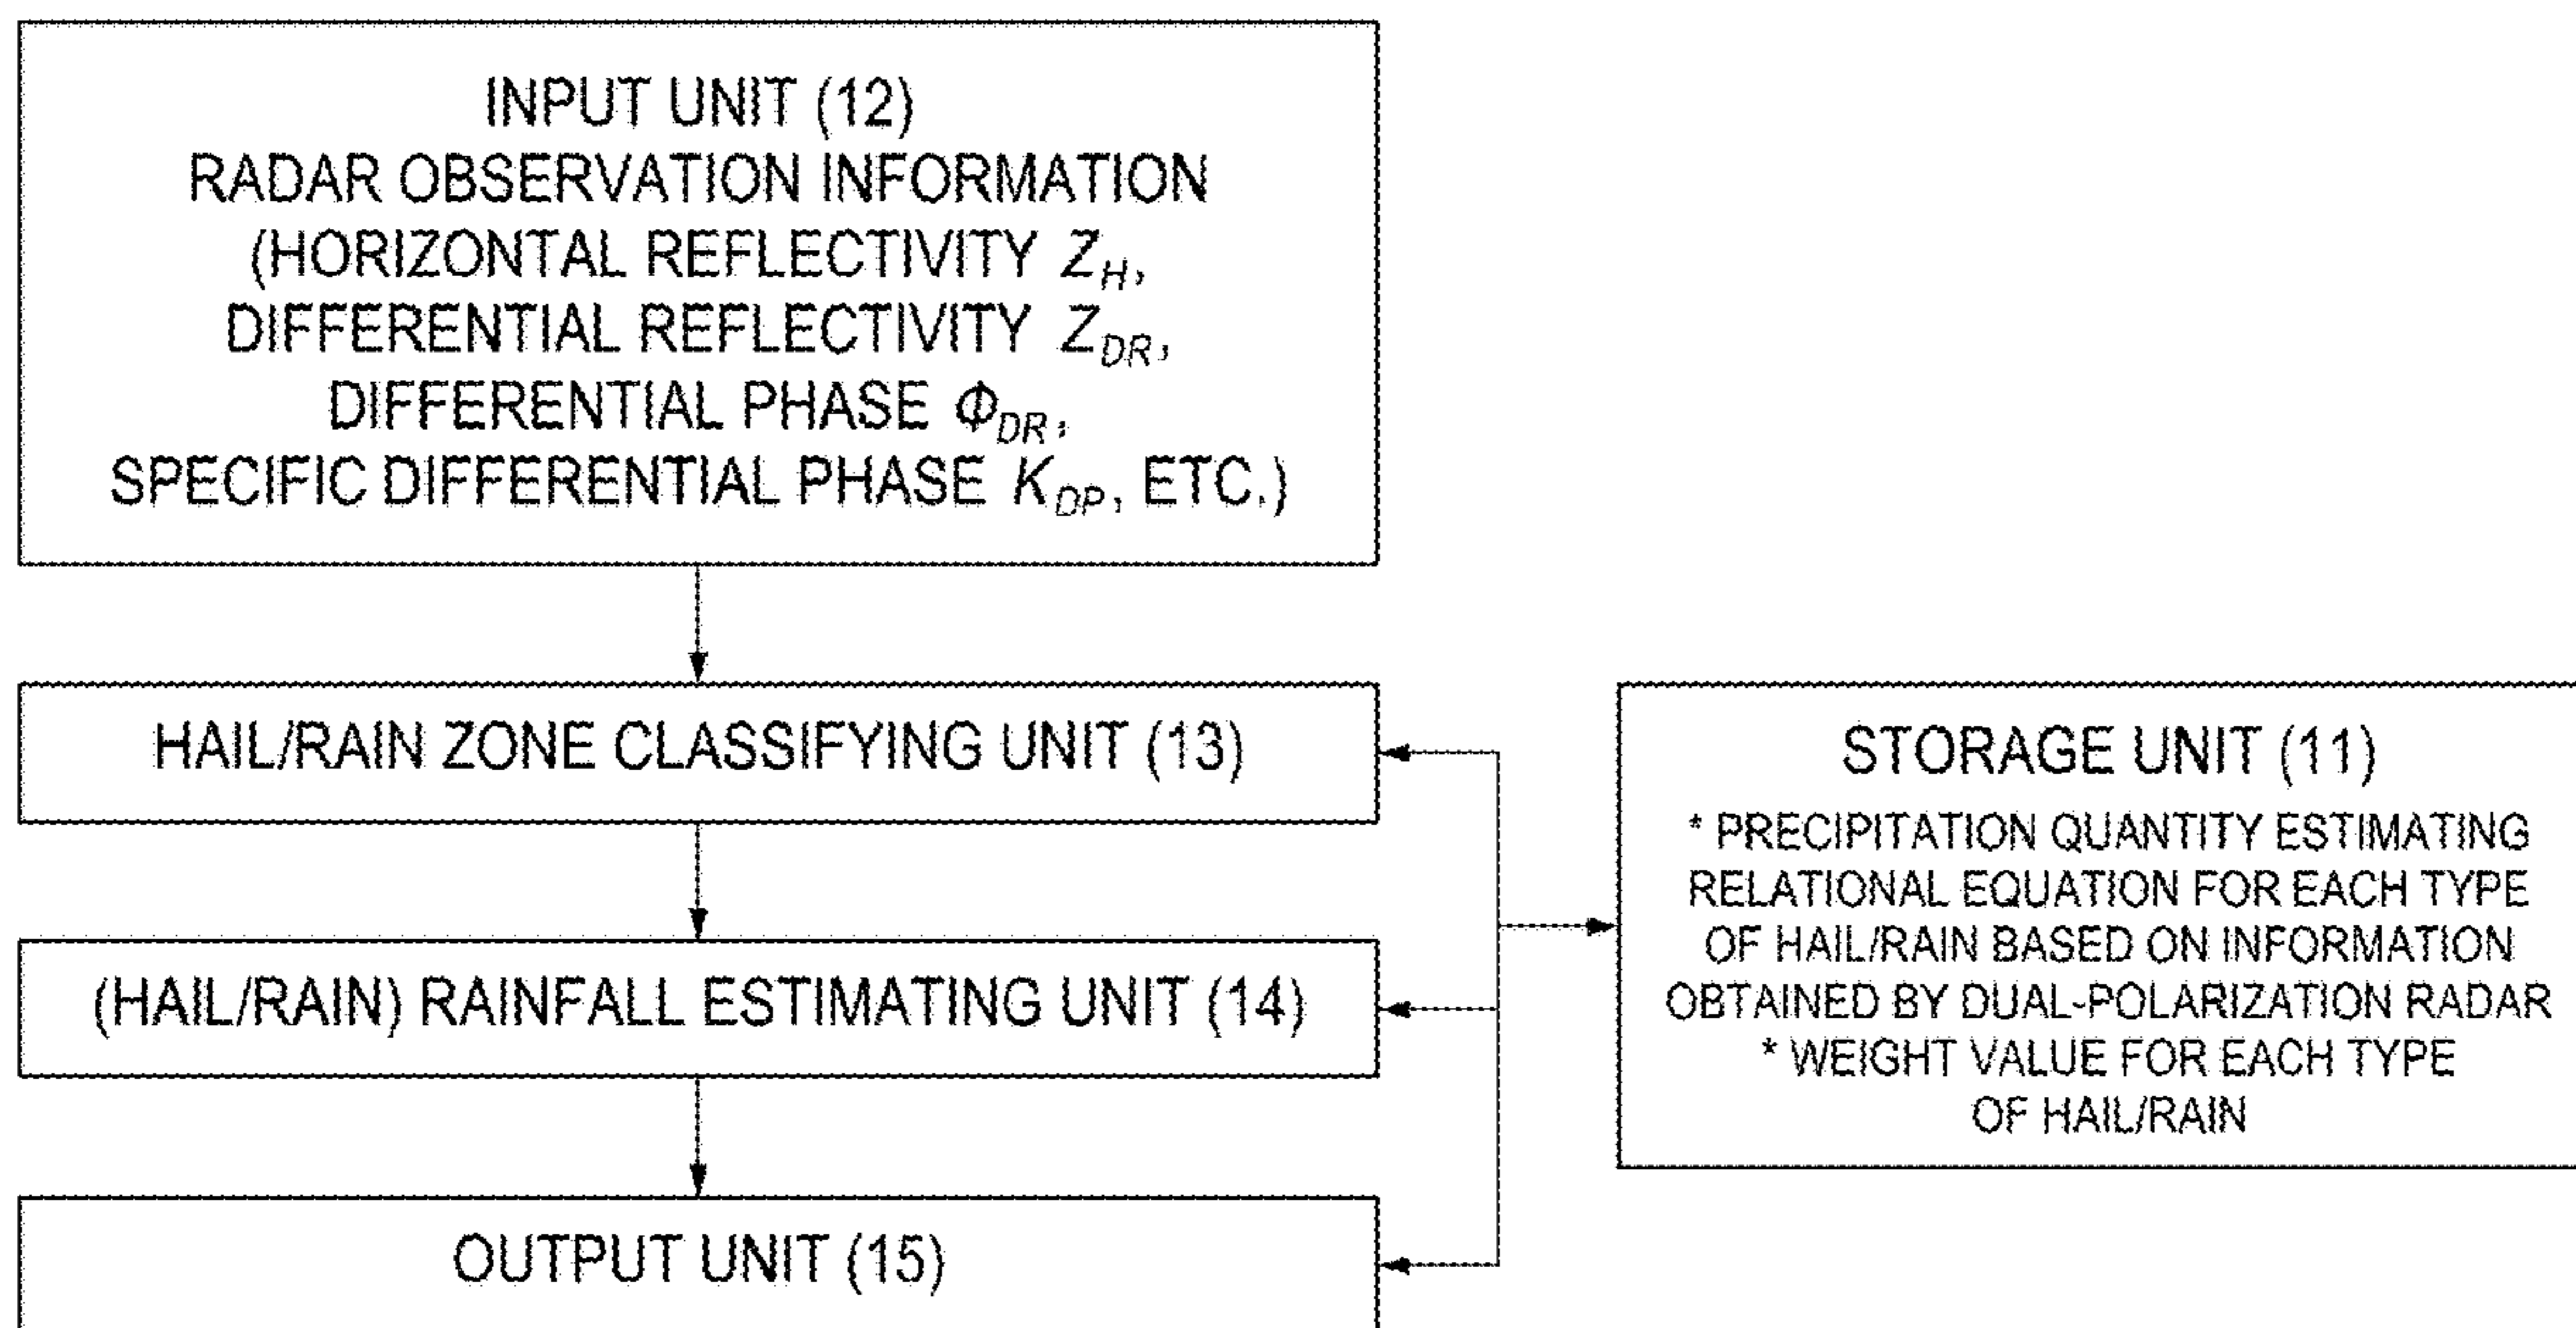 INPUT UNIT (12)
RADAR OBSERVATION INFORMATION
(HORIZONTAL REFLECTIVITY Z_H,
DIFFERENTIAL REFLECTIVITY Z_DR,
DIFFERENTIAL PHASE Φ_DR,
SPECIFIC DIFFERENTIAL PHASE K_DP, ETC.)
HAIL/RAIN ZONE CLASSIFYING UNIT (13)
(HAIL/RAIN) RAINFALL ESTIMATING UNIT (14)
OUTPUT UNIT (15)
STORAGE UNIT (11)
* PRECIPITATION QUANTITY ESTIMATING
RELATIONAL EQUATION FOR EACH TYPE
OF HAIL/RAIN BASED ON INFORMATION
OBTAINED BY DUAL-POLARIZATION RADAR
* WEIGHT VALUE FOR EACH TYPE
OF HAIL/RAIN